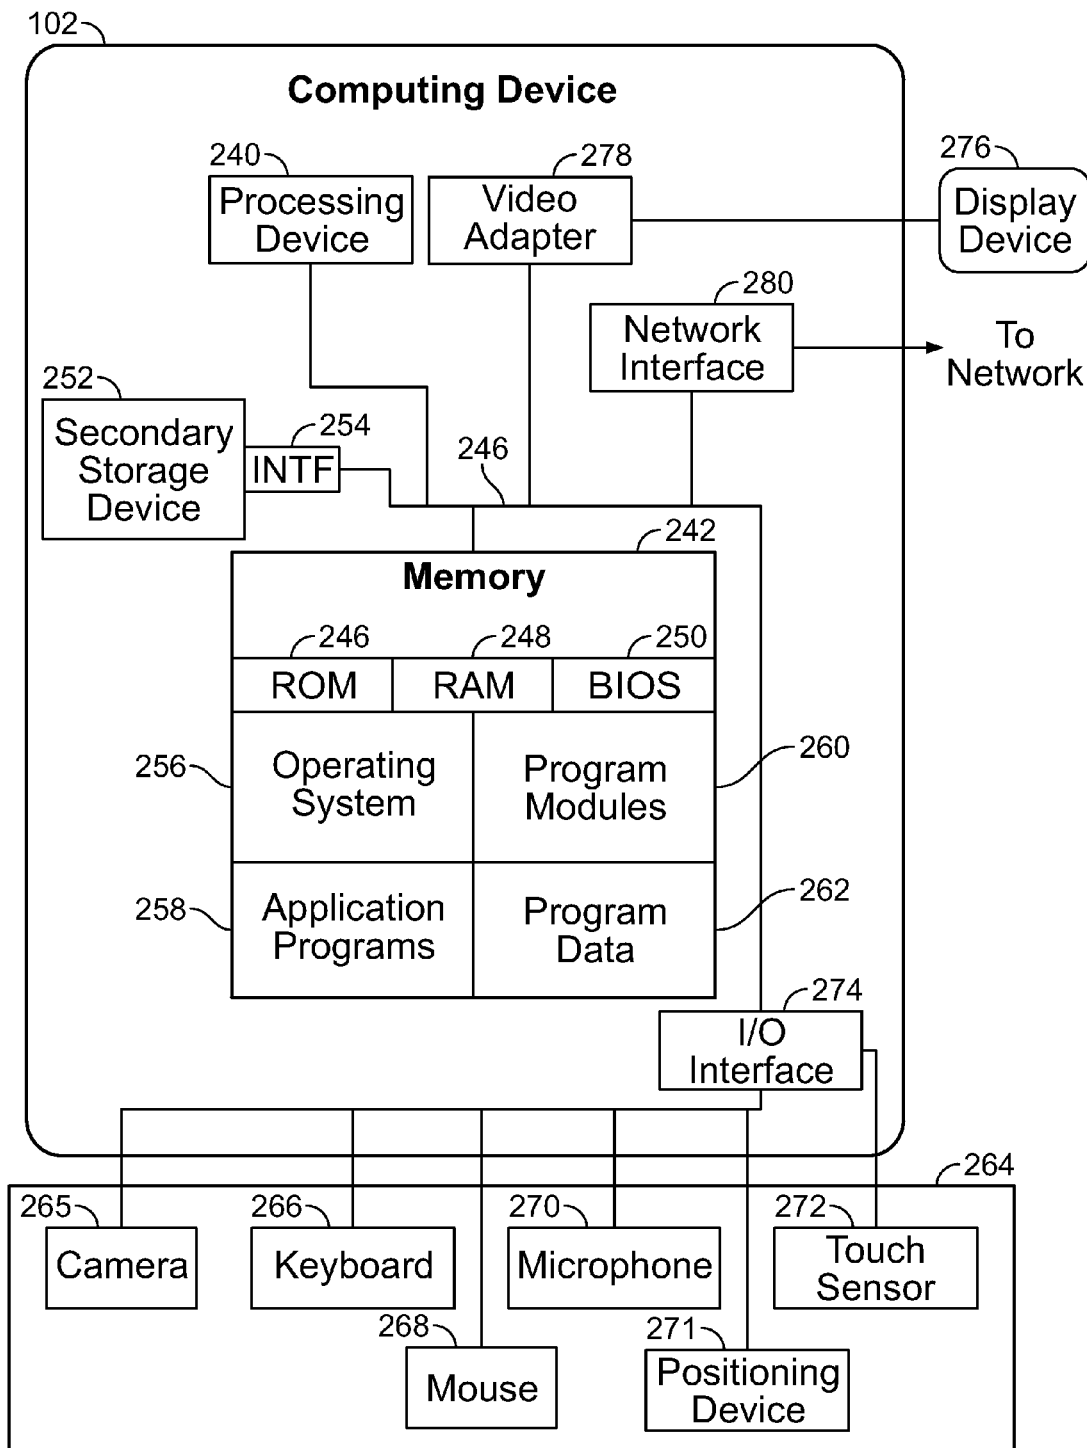 102
Computing Device
240
278
276
Processing
Device
Video
Adapter
Display
Device
280
Network
Interface
To
Network
252
254
246
Secondary
Storage
Device
INTF
242
Memory
246
248
250
ROM
RAM
BIOS
256
Operating
System
Program
Modules
260
258
Application
Programs
Program
Data
262
274
I/O
Interface
264
265
266
270
272
Camera
Keyboard
Microphone
Touch
Sensor
268
271
Mouse
Positioning
Device